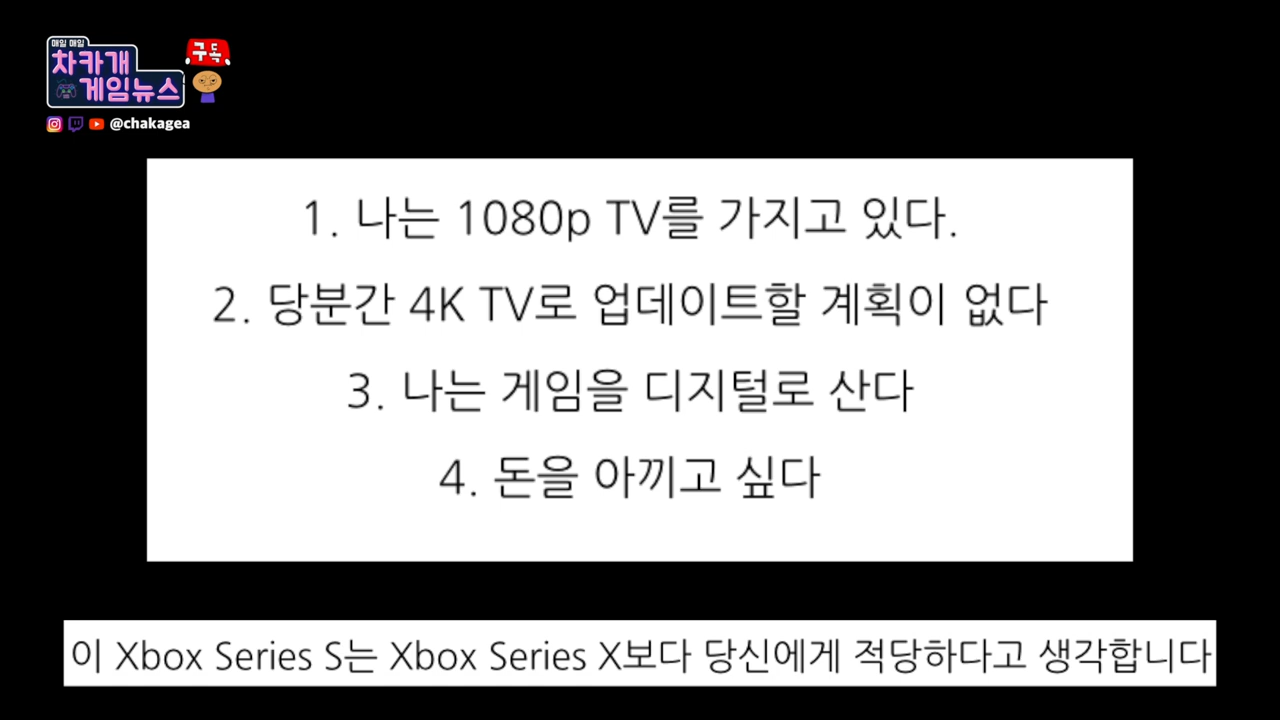 매일 매일
차카개
게임뉴스
구독
@chakagea
1. 나는 1080p TV를 가지고 있다.
2. 당분간 4K TV로 업데이트할 계획이 없다
3. 나는 게임을 디지털로 산다
4. 돈을 아끼고 싶다
이 Xbox Series S는 Xbox Series X보다 당신에게 적당하다고 생각합니다